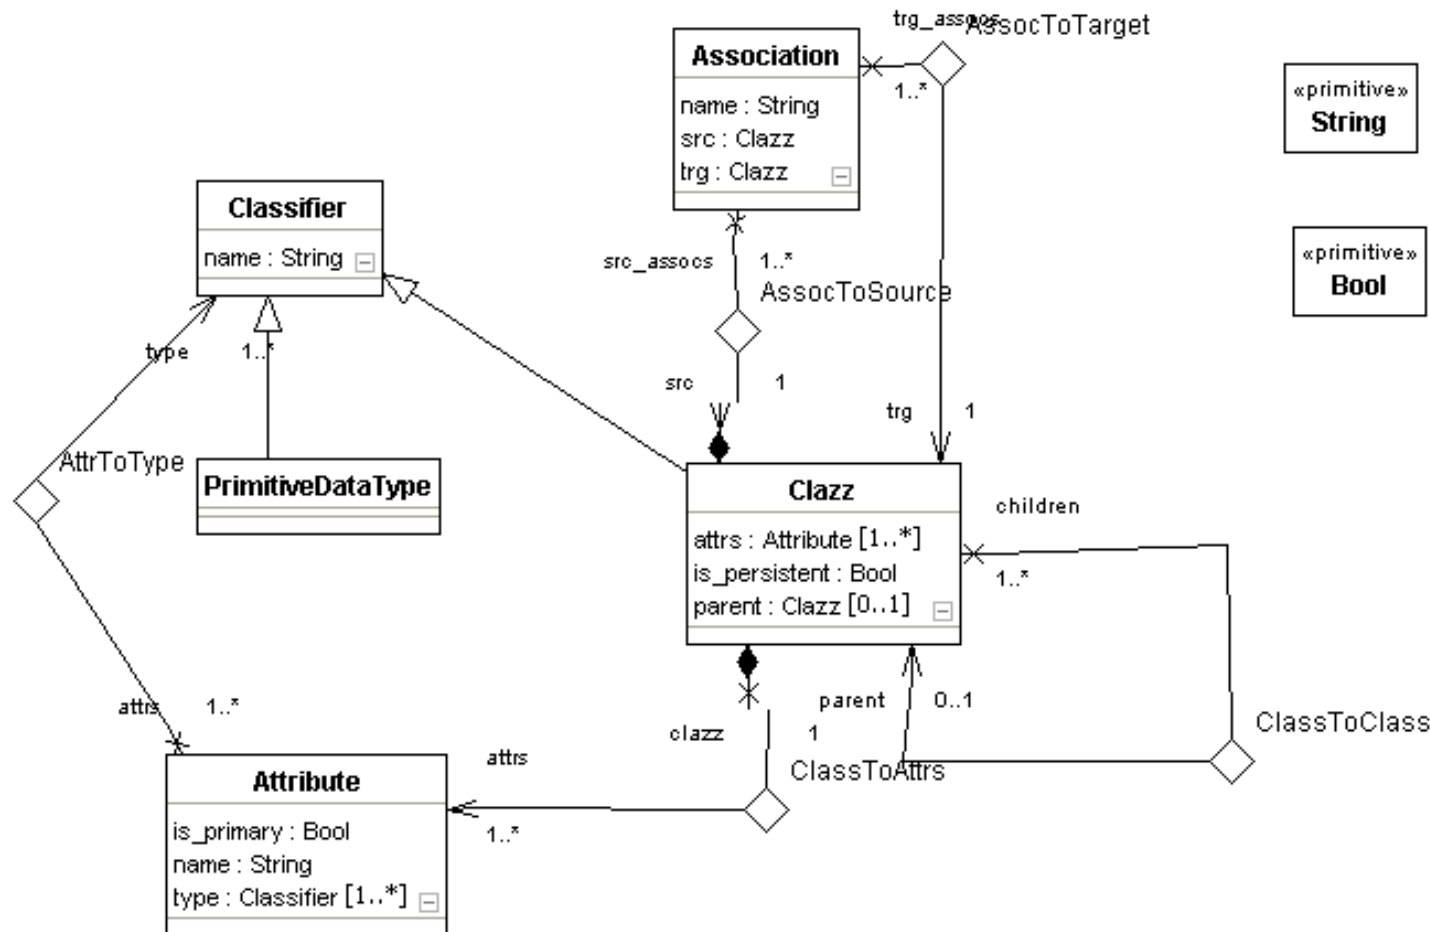 trg_assocs
AssocToTarget
Association
1..*
name : String
src : Clazz
trg : Clazz
«primitive»
String
Classifier
name : String
src_assocs
1..*
AssocToSource
«primitive»
Bool
type
1..*
src
1
trg
1
AttrToType
PrimitiveDataType
Clazz
attrs : Attribute [1..*]
is_persistent : Bool
parent : Clazz [0..1]
children
1..*
attrs
1..*
parent
0..1
clazz
1
ClassToClass
attrs
ClassToAttrs
1..*
Attribute
is_primary : Bool
name : String
type : Classifier [1..*]